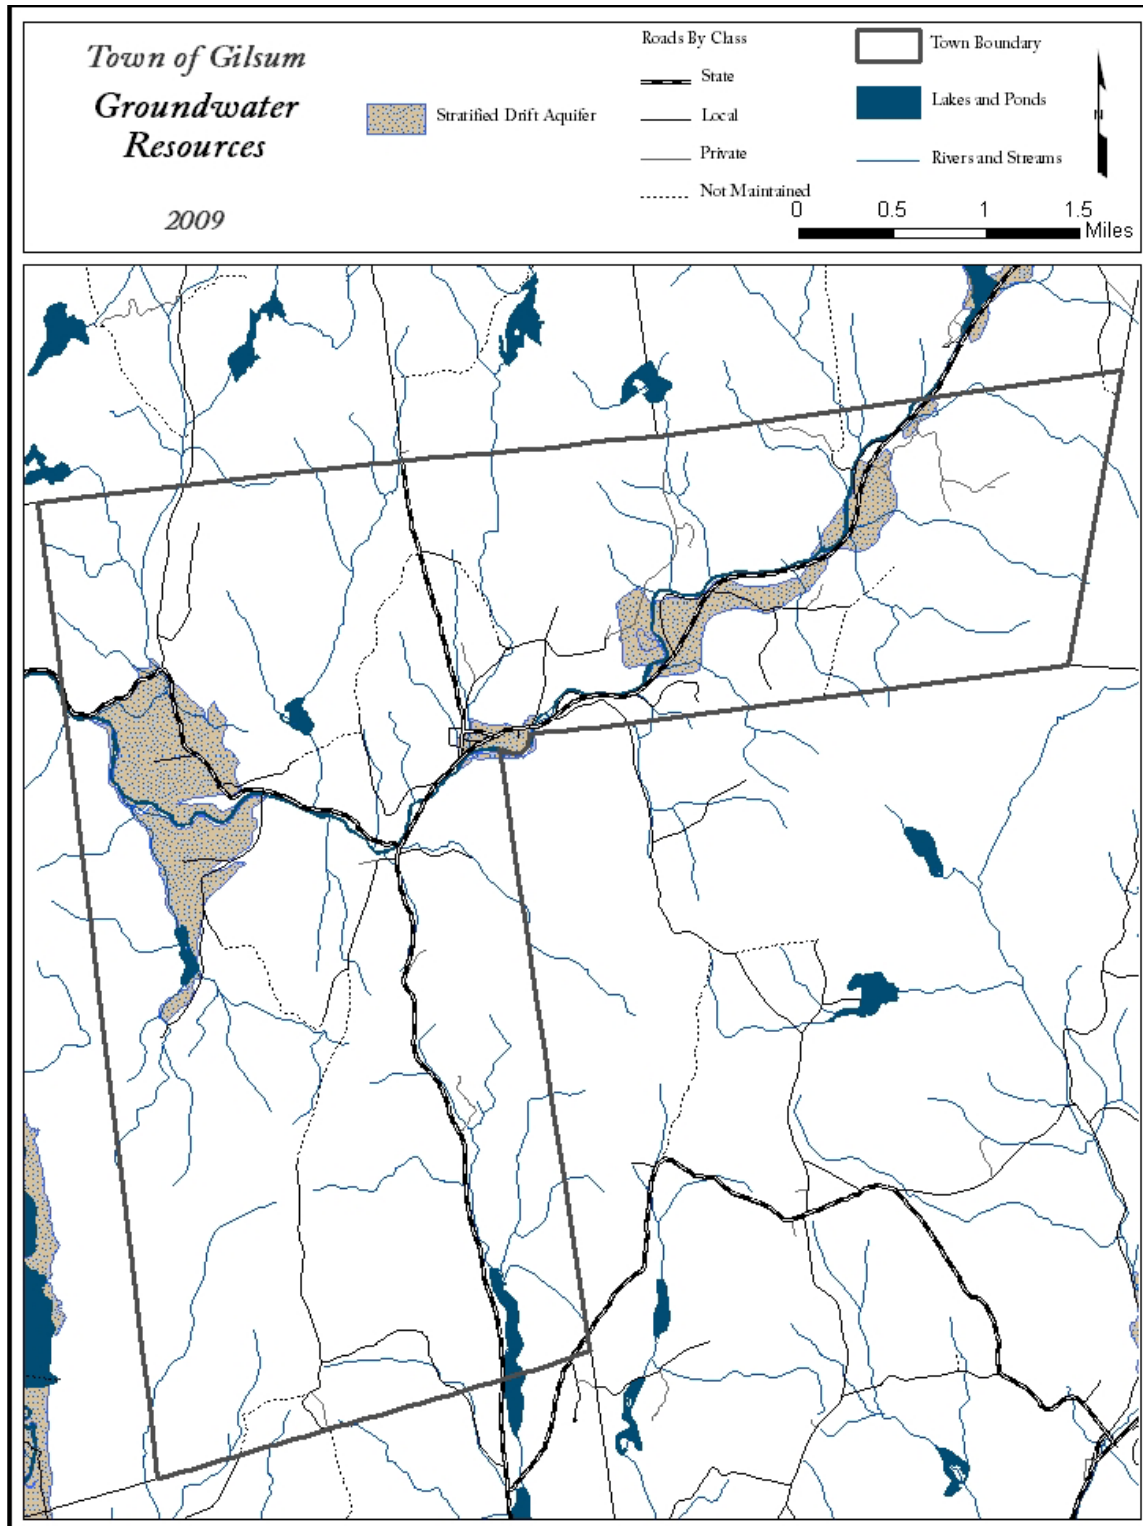 Town of Gilsum
Groundwater
Resources
2009
Stratified Drift Aquifer
Roads By Class
State
Local
Private
Not Maintained
Town Boundary
Lakes and Ponds
Rivers and Streams
N
0 0.5 1 1.5
Miles